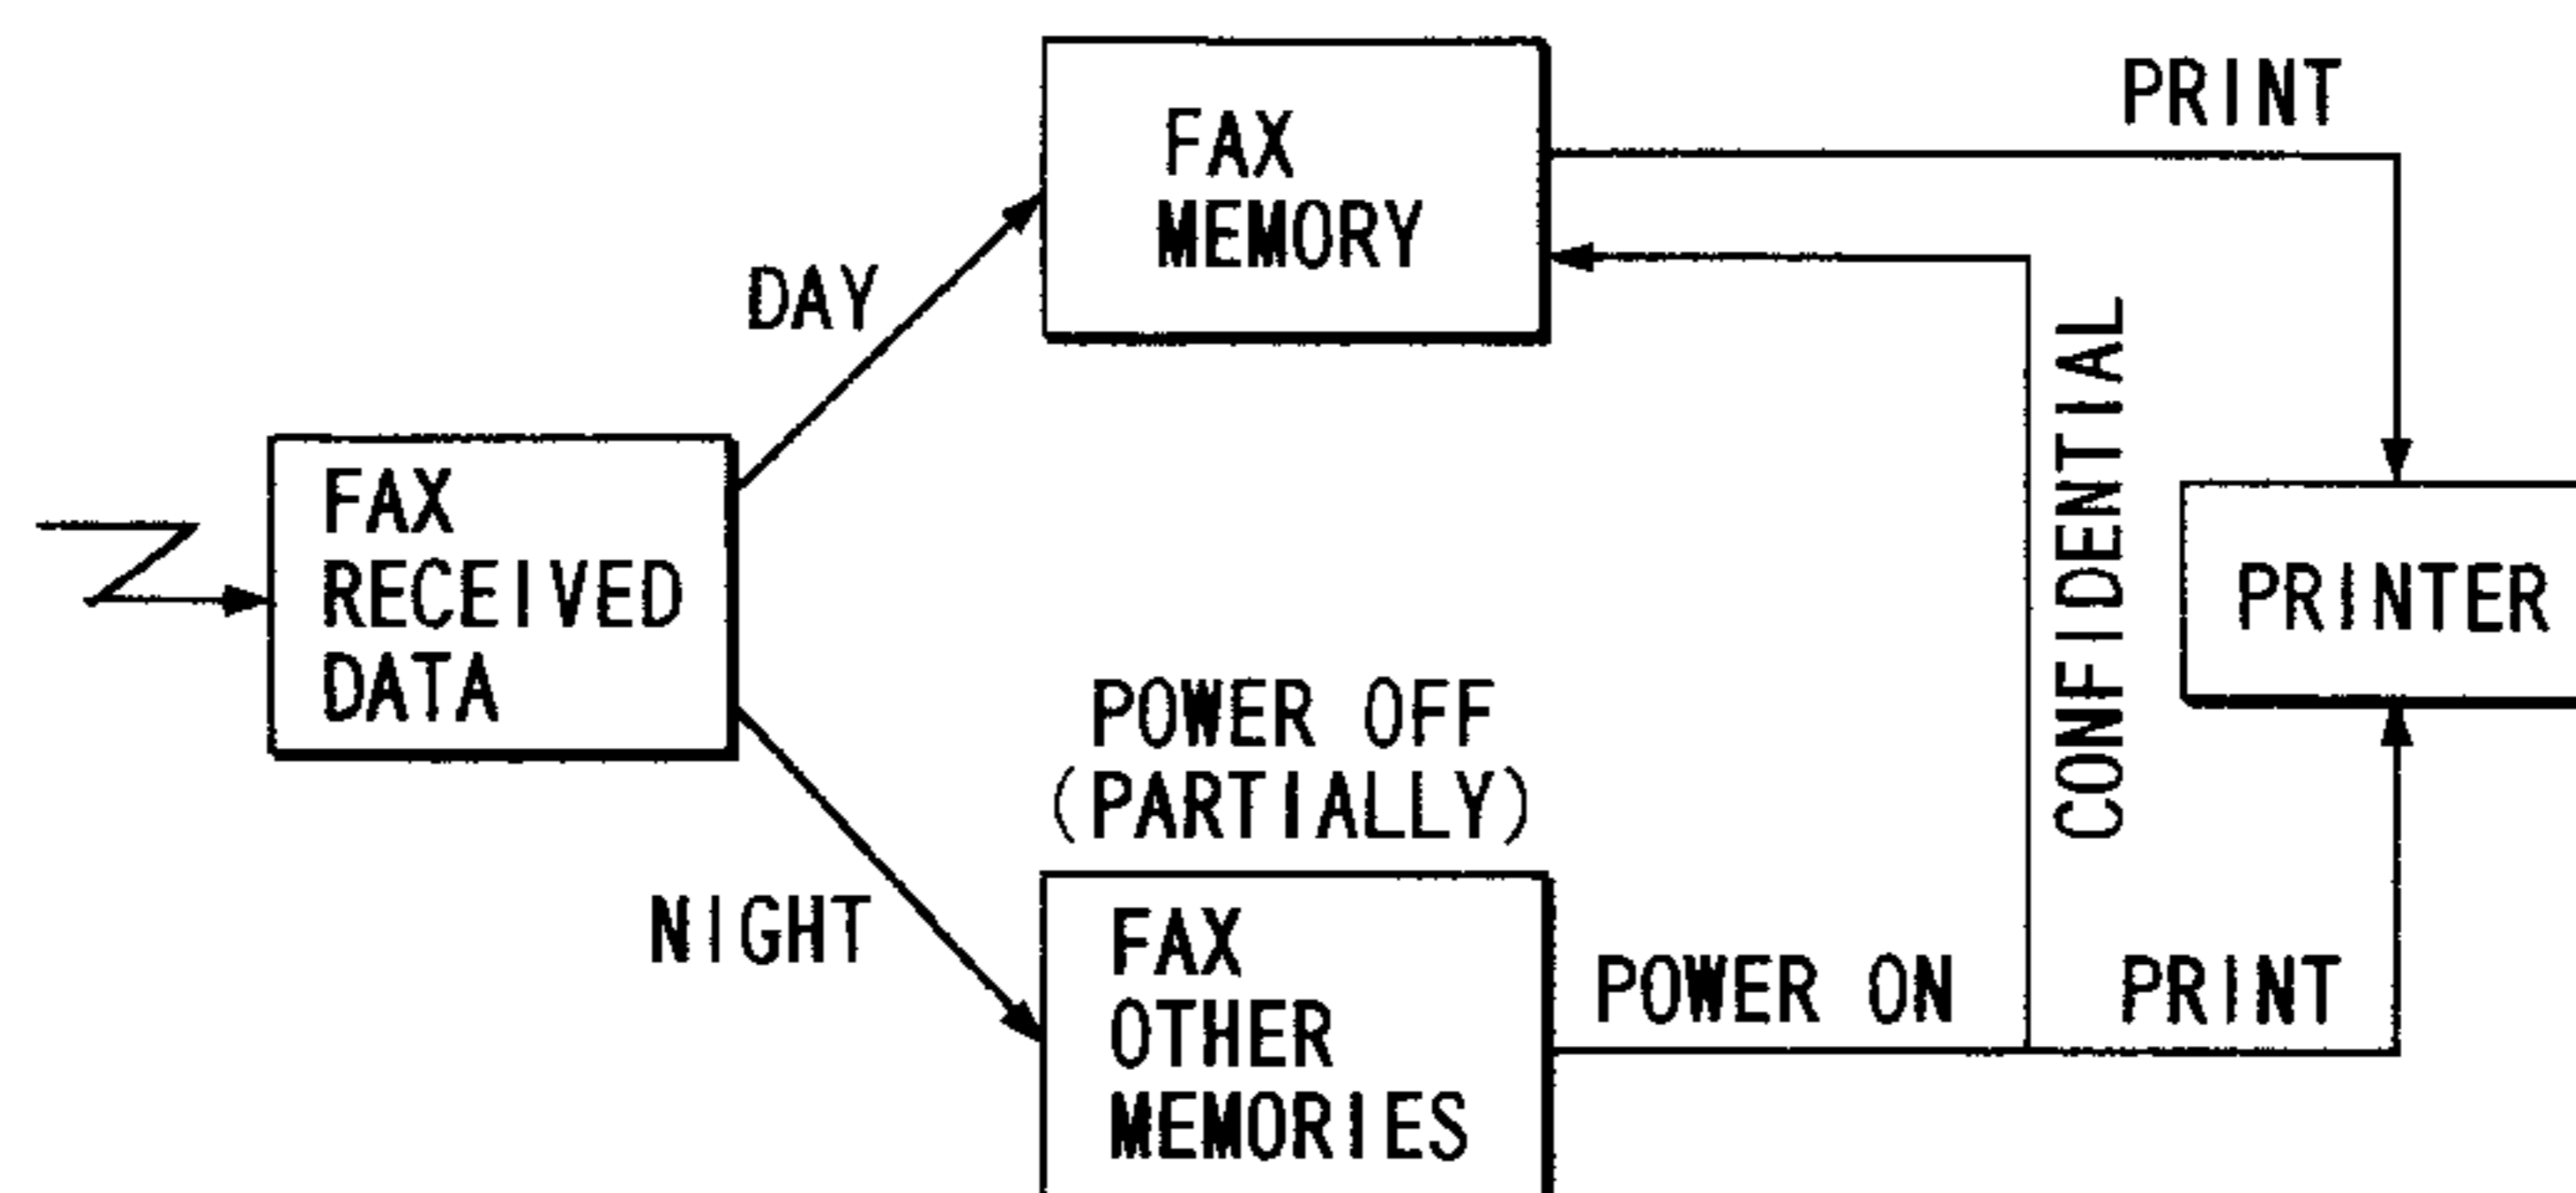 FAX
MEMORY
PRINT
DAY
FAX
RECEIVED
DATA
CONFIDENTIAL
PRINTER
POWER OFF
(PARTIALLY)
NIGHT
FAX
OTHER
MEMORIES
POWER ON
PRINT